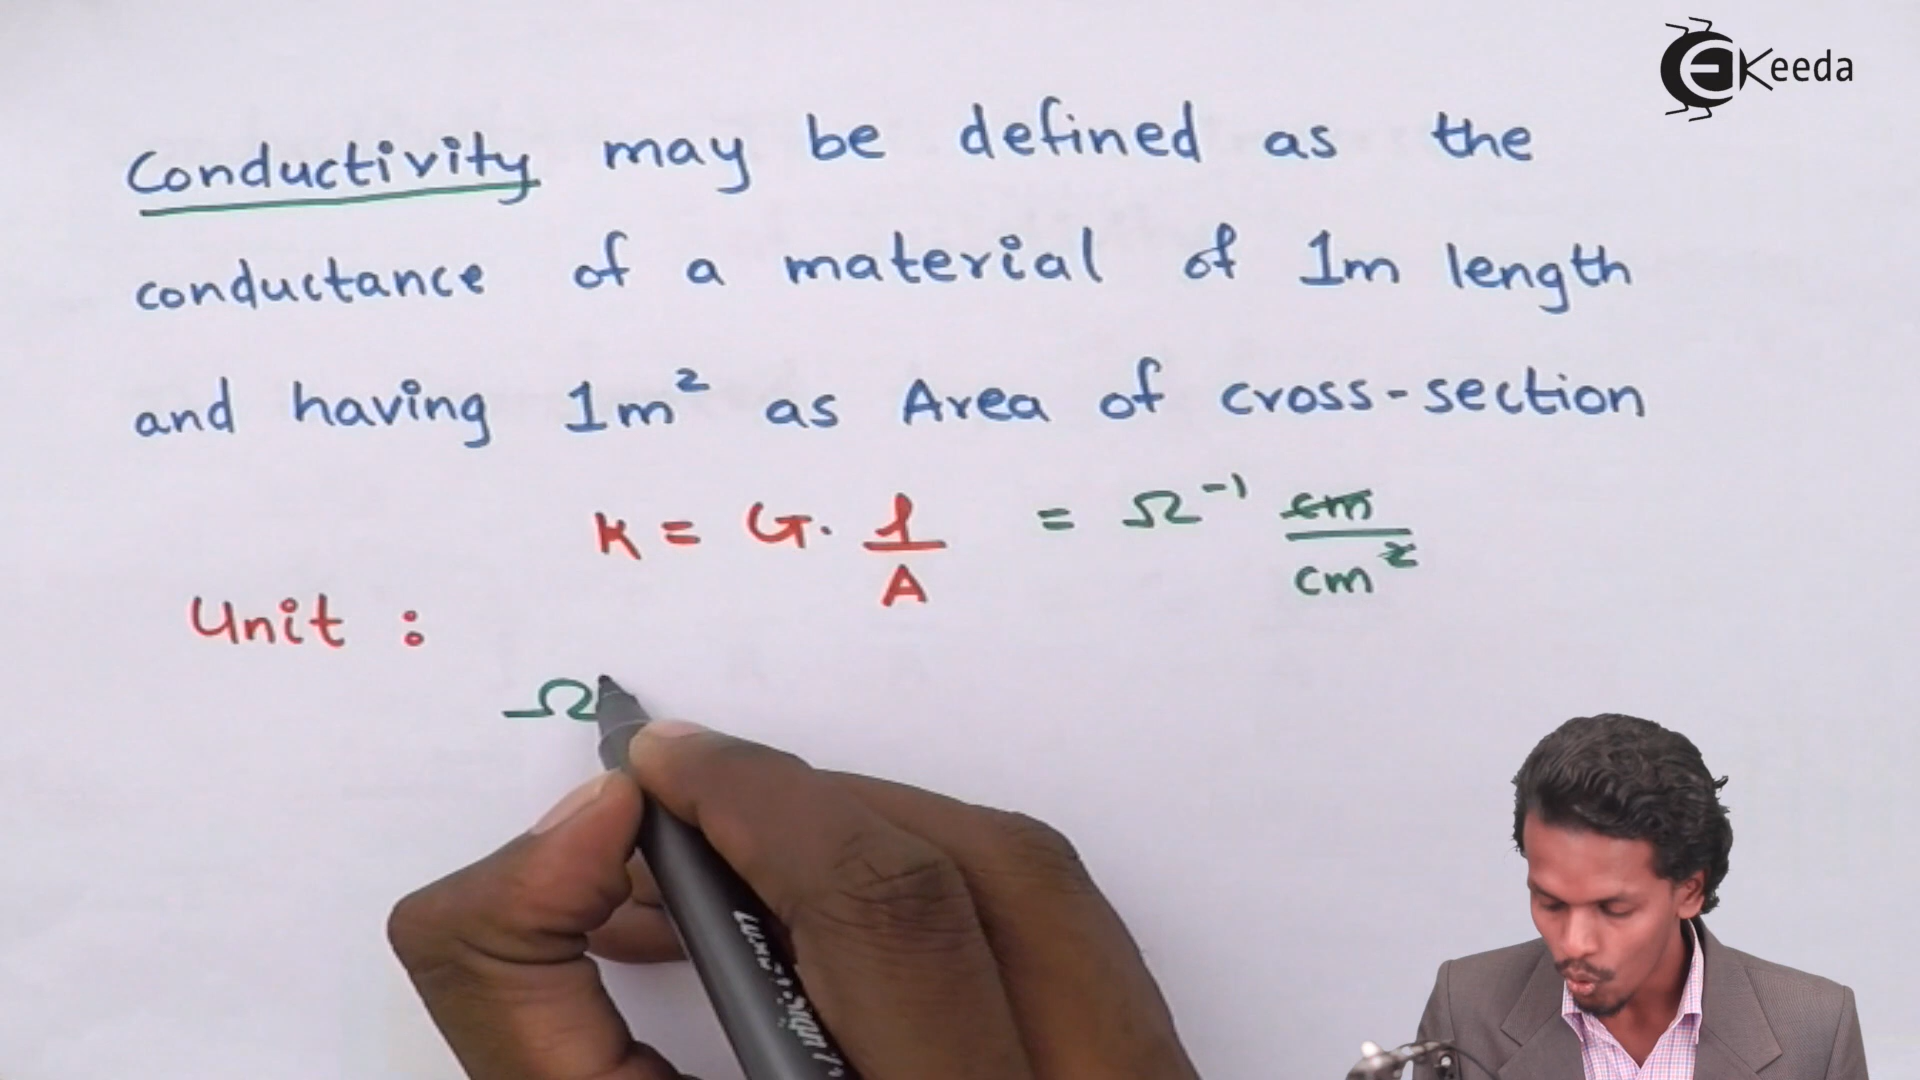 EKeeda
Conductivity may be defined as the
conductance of a material of 1m length
and having 1m² as Area of cross-section
K = G. l/A = Ω⁻¹ cm/cm²
Unit :
Ω